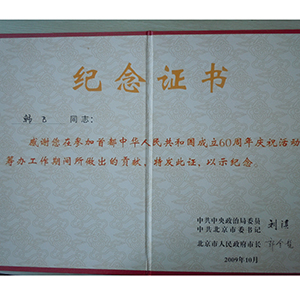 纪念证书
韩飞 同志：
感谢您在参加首都中华人民共和国成立60周年庆祝活动
筹办工作期间所做出的贡献，特发此证，以示纪念。
中共中央政治局委员
中共北京市委书记 刘淇
北京市人民政府市长 郭金龙
2009年10月